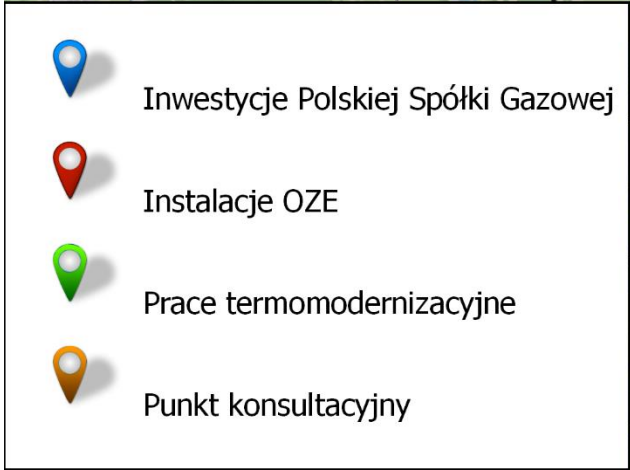 Inwestycje Polskiej Spółki Gazowej
Instalacje OZE
Prace termomodernizacyjne
Punkt konsultacyjny